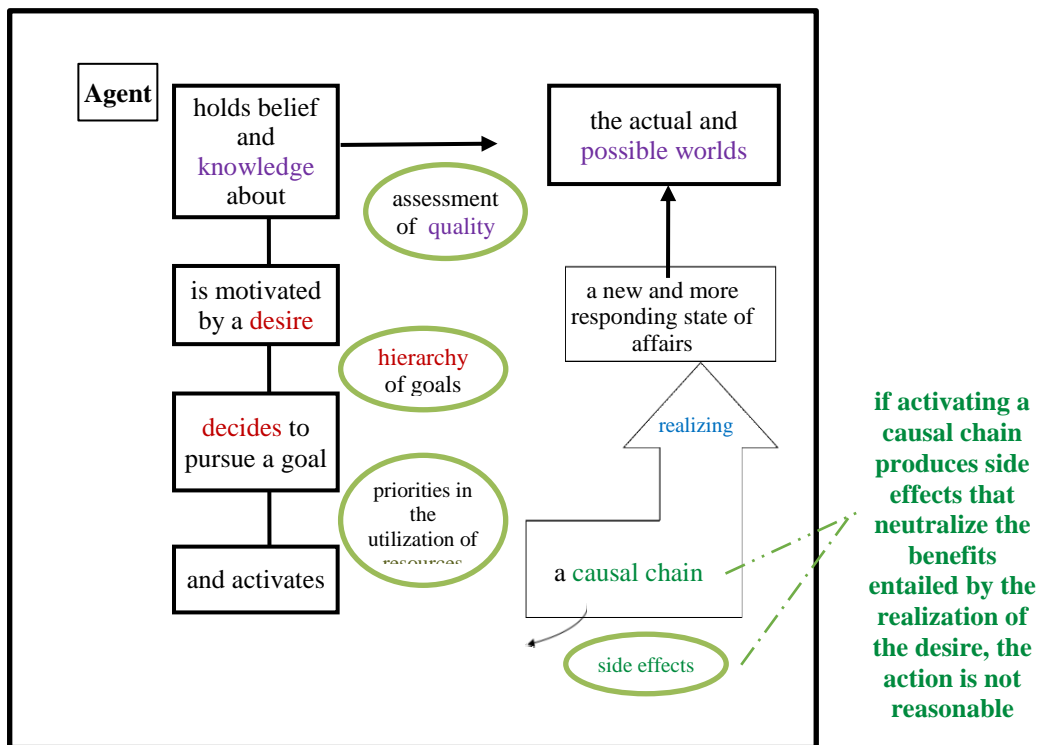 Agent
holds belief
and
knowledge
about
the actual and
possible worlds
assessment
of quality
is motivated
by a desire
a new and more
responding state of
affairs
hierarchy
of goals
decides to
pursue a goal
realizing
priorities in
the
utilization of
resources
and activates
a causal chain
side effects
if activating a
causal chain
produces side
effects that
neutralize the
benefits
entailed by the
realization of
the desire, the
action is not
reasonable